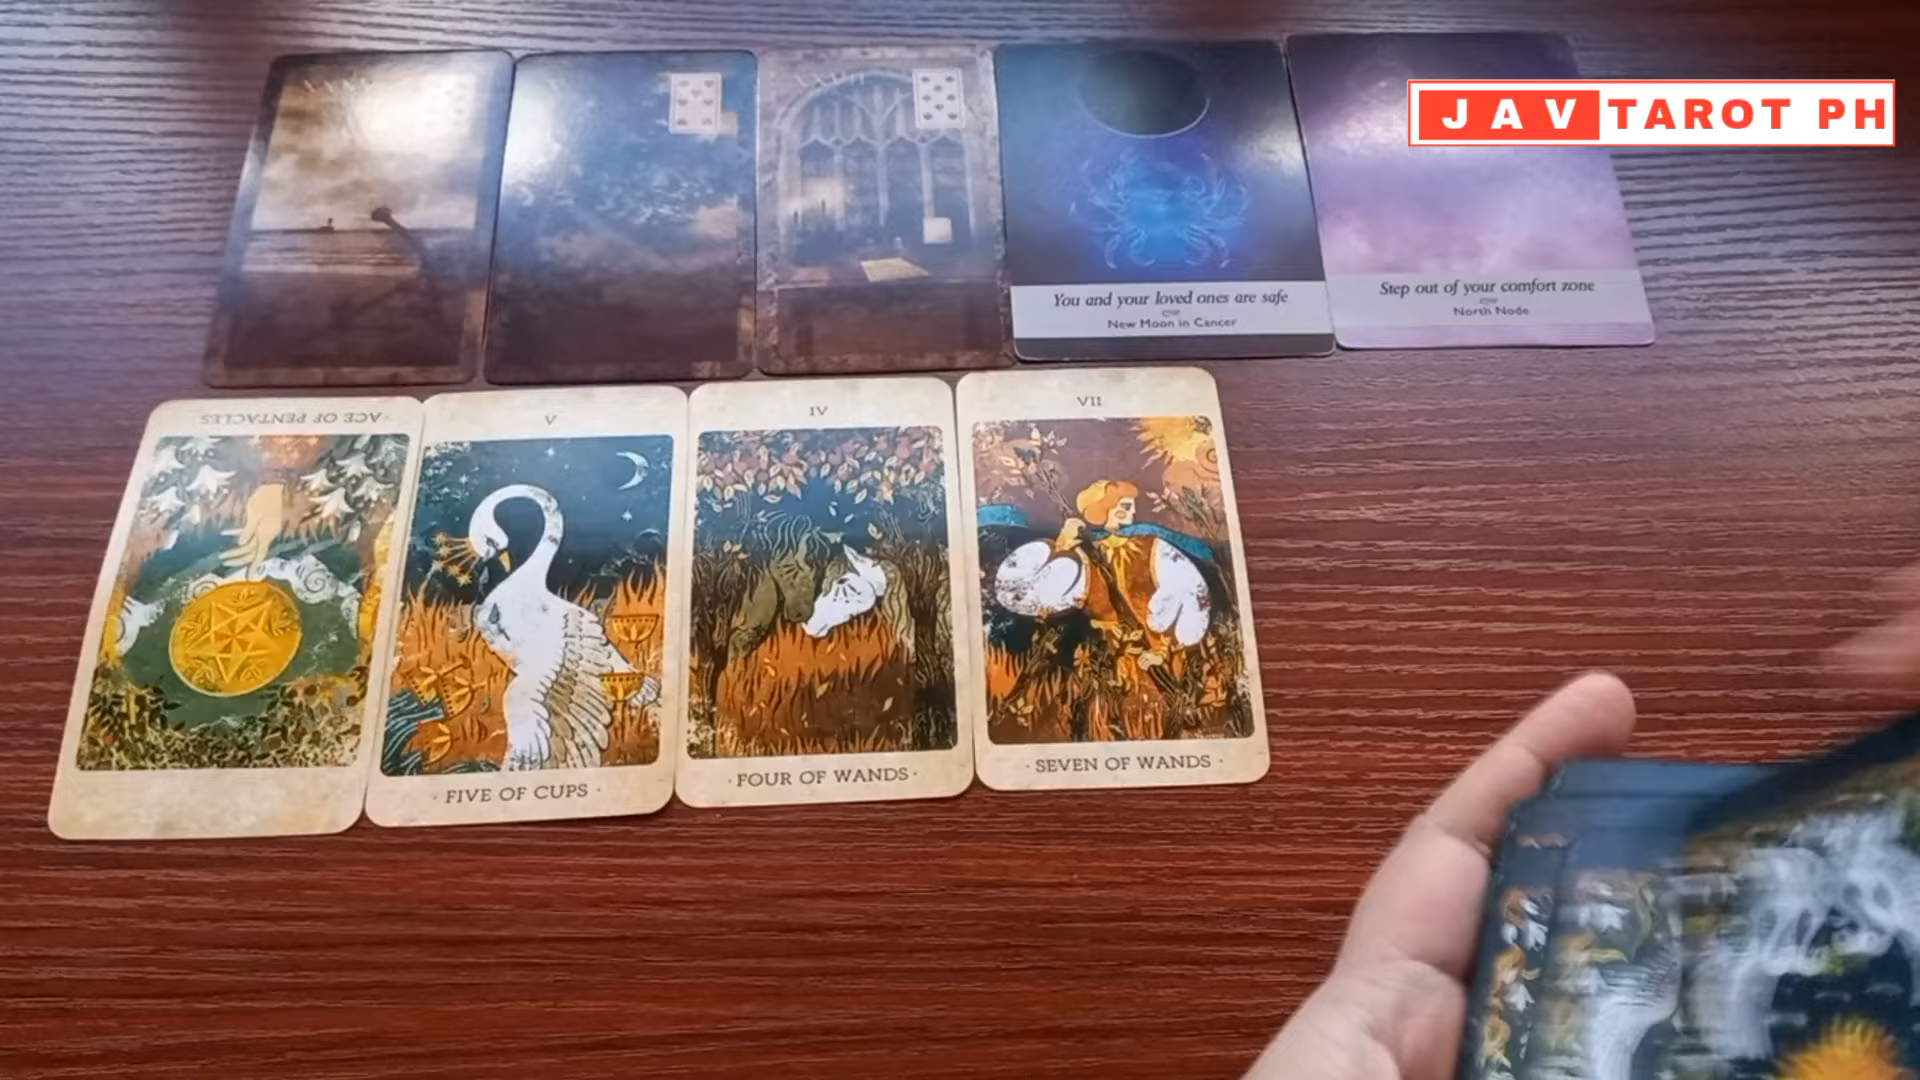 JAV TAROT PH
XXVII
You and your loved ones are safe
New Moon in Cancer
Step out of your comfort zone
North Node
· ACE OF PENTACLES ·
V
IV
VII
· FIVE OF CUPS ·
· FOUR OF WANDS ·
· SEVEN OF WANDS ·